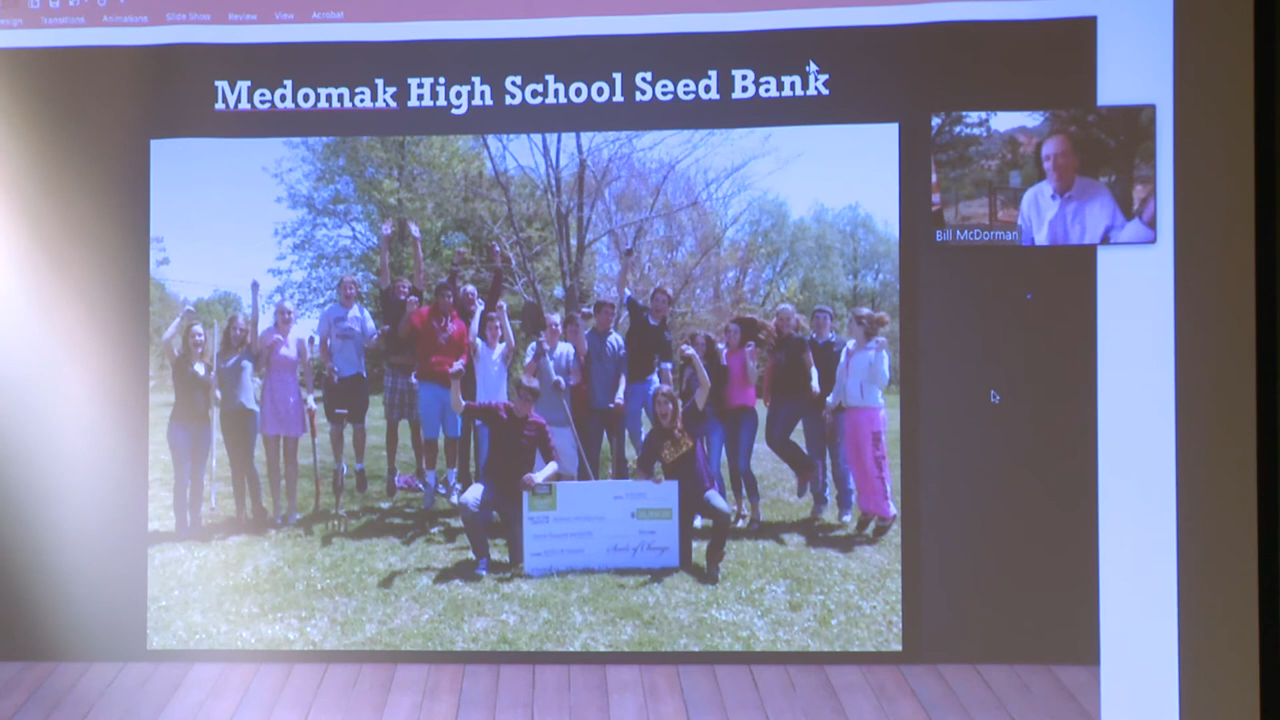 Transitions Animations Slide Show Review View Acrobat
Medomak High School Seed Bank
Bill McDorman
Seeds of Change